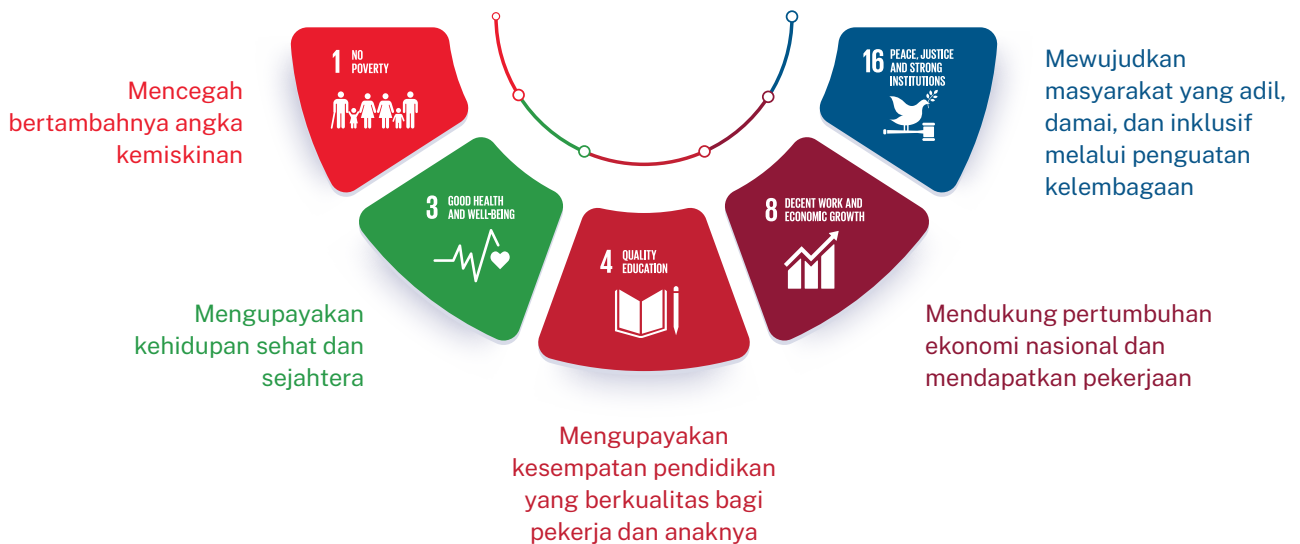 1 NO
POVERTY
Mencegah
bertambahnya angka
kemiskinan
3 GOOD HEALTH
AND WELL-BEING
Mengupayakan
kehidupan sehat dan
sejahtera
4 QUALITY
EDUCATION
Mengupayakan
kesempatan pendidikan
yang berkualitas bagi
pekerja dan anaknya
8 DECENT WORK AND
ECONOMIC GROWTH
Mendukung pertumbuhan
ekonomi nasional dan
mendapatkan pekerjaan
16 PEACE, JUSTICE
AND STRONG
INSTITUTIONS
Mewujudkan
masyarakat yang adil,
damai, dan inklusif
melalui penguatan
kelembagaan